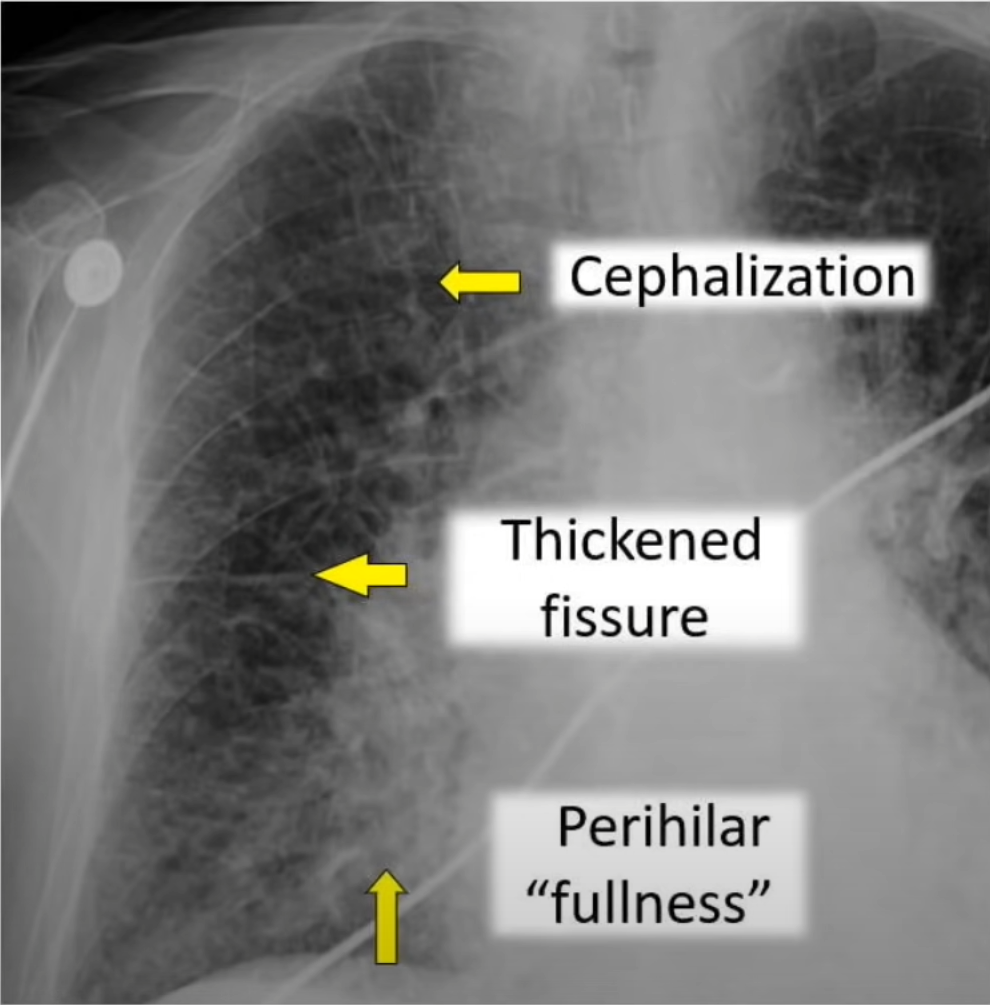 Cephalization
Thickened
fissure
Perihilar
“fullness”